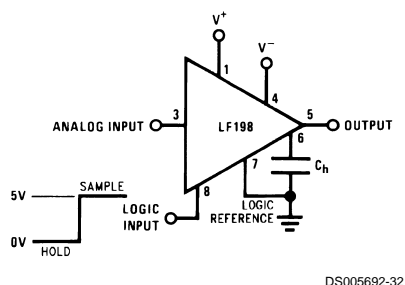 V+
V−
1
4
3
5
ANALOG INPUT
LF198
OUTPUT
6
7
Ch
8
5V
SAMPLE
LOGIC
INPUT
LOGIC
REFERENCE
0V
HOLD
DS005692-32